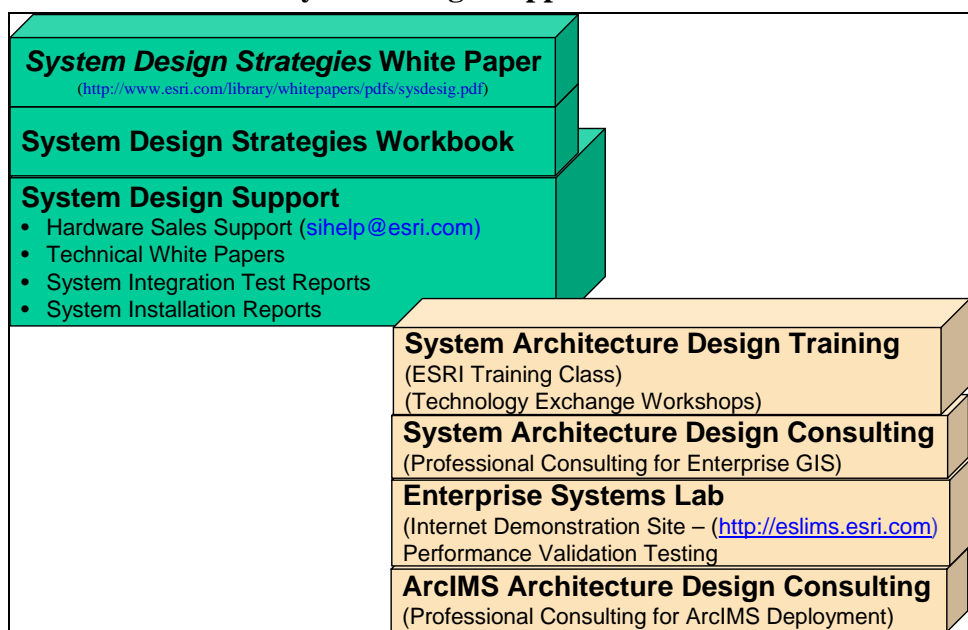 System Design Strategies White Paper
(http://www.esri.com/library/whitepapers/pdfs/sysdesig.pdf)
System Design Strategies Workbook
System Design Support
• Hardware Sales Support (sihelp@esri.com)
• Technical White Papers
• System Integration Test Reports
• System Installation Reports
System Architecture Design Training
(ESRI Training Class)
(Technology Exchange Workshops)
System Architecture Design Consulting
(Professional Consulting for Enterprise GIS)
Enterprise Systems Lab
(Internet Demonstration Site – (http://eslims.esri.com)
Performance Validation Testing
ArcIMS Architecture Design Consulting
(Professional Consulting for ArcIMS Deployment)